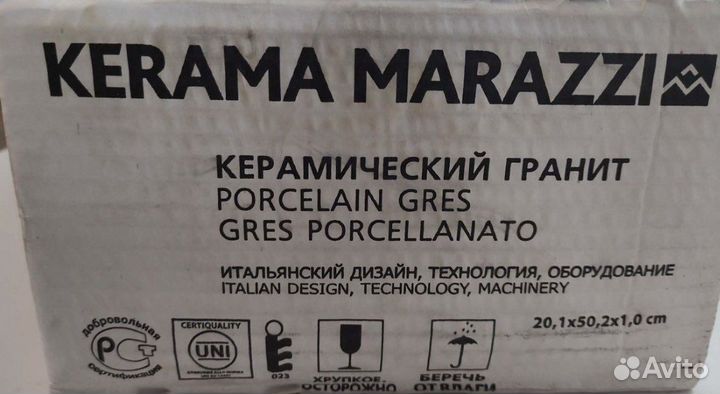 KERAMA MARAZZI
КЕРАМИЧЕСКИЙ ГРАНИТ
PORCELAIN GRES
GRES PORCELLANATO
ИТАЛЬЯНСКИЙ ДИЗАЙН, ТЕХНОЛОГИЯ, ОБОРУДОВАНИЕ
ITALIAN DESIGN, TECHNOLOGY, MACHINERY
20,1x50,2x1,0 cm
добровольная
РСТ
сертификация
CERTIQUALITY
UNI
023
ХРУПКОЕ.
ОСТОРОЖНО
БЕРЕЧЬ
ОТ ВЛАГИ
Avito